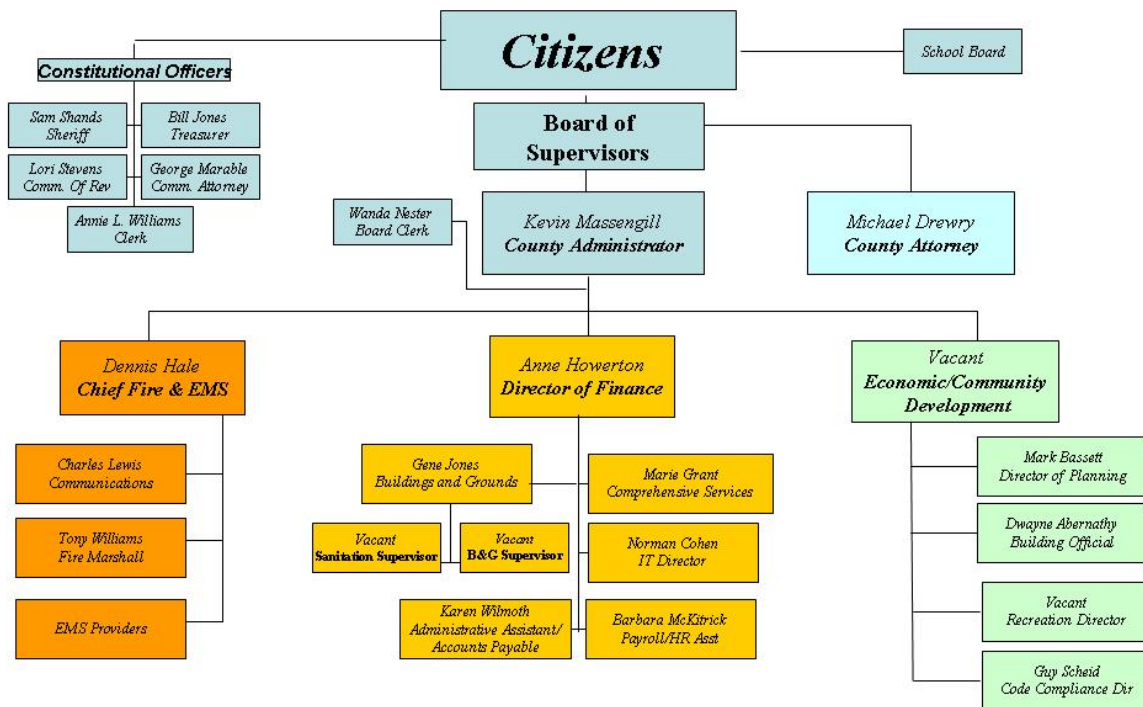 Citizens
School Board
Constitutional Officers
Sam Shands
Sheriff
Bill Jones
Treasurer
Lori Stevens
Comm. Of Rev
George Marable
Comm. Attorney
Annie L. Williams
Clerk
Board of
Supervisors
Wanda Nester
Board Clerk
Kevin Massengill
County Administrator
Michael Drewry
County Attorney
Dennis Hale
Chief Fire & EMS
Charles Lewis
Communications
Tony Williams
Fire Marshall
EMS Providers
Anne Howerton
Director of Finance
Gene Jones
Buildings and Grounds
Marie Grant
Comprehensive Services
Vacant
Sanitation Supervisor
Vacant
B&G Supervisor
Norman Cohen
IT Director
Karen Wilmoth
Administrative Assistant/
Accounts Payable
Barbara McKitrick
Payroll/HR Asst
Vacant
Economic/Community
Development
Mark Bassett
Director of Planning
Dwayne Abernathy
Building Official
Vacant
Recreation Director
Guy Scheid
Code Compliance Dir